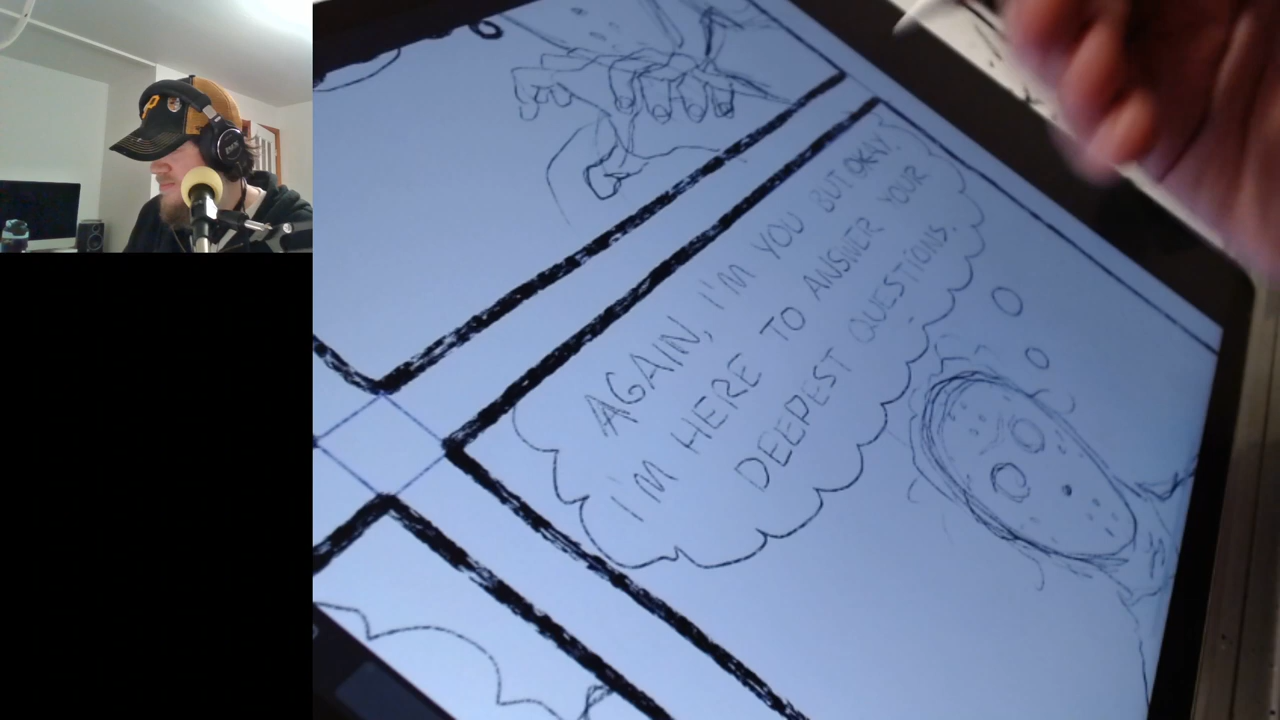 AGAIN, I'M YOU BUT OKAY.
I'M HERE TO ANSWER YOUR
DEEPEST QUESTIONS.
P